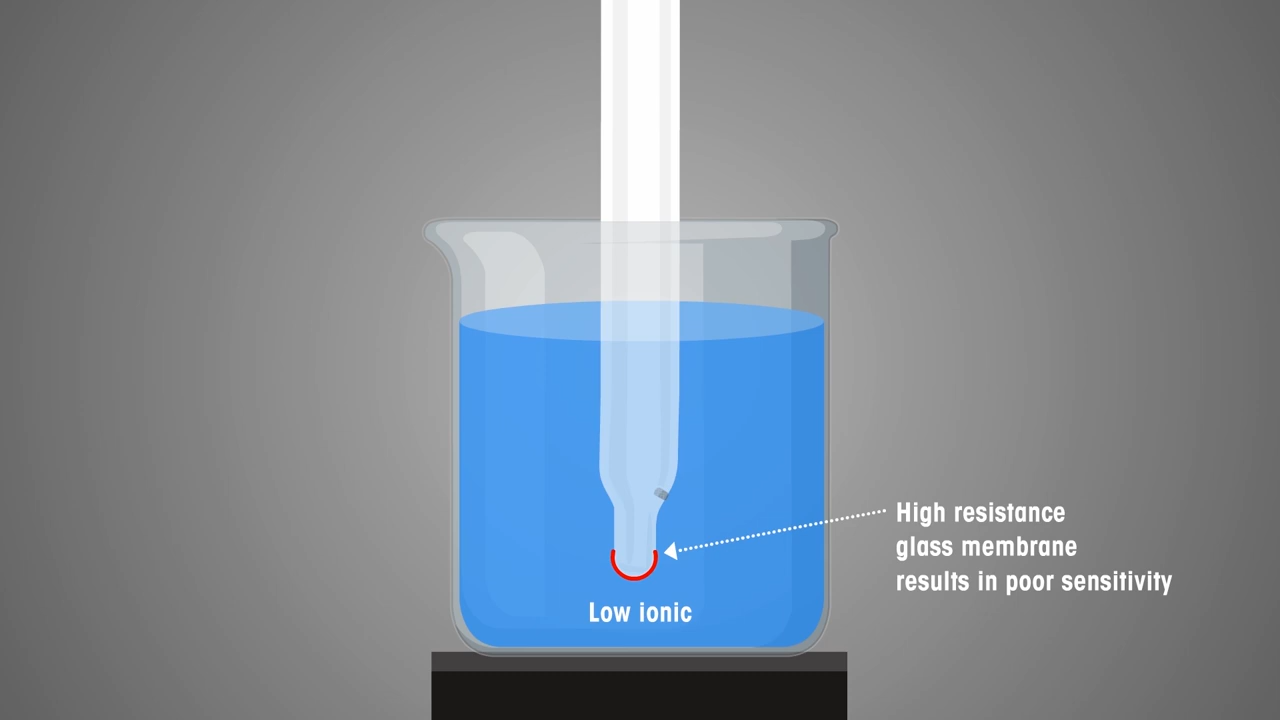 High resistance
glass membrane
results in poor sensitivity
Low ionic